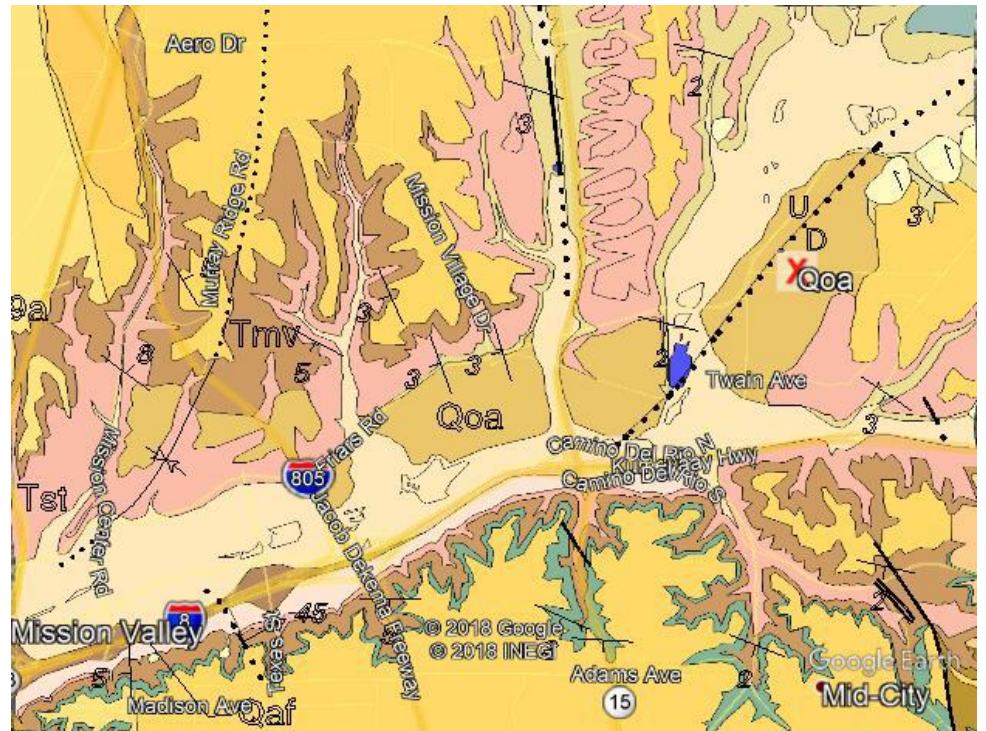 Aero Dr
2
3
Murray Ridge Rd
Mission Village Dr
U
D
3
X
Qoa
9a
Tmv
3
2
8
5
3
3
Twain Ave
Qoa
3
Friars Rd
Camino Del Rio N
Kumeyaay Hwy
Camino Del Rio S
805
Tst
Mission Center Rd
Jacob Dekema Freeway
45
2
8
Mission Valley
Texas St
© 2018 Google
© 2018 INEGI
Google Earth
Adams Ave
2
Mid-City
15
Madison Ave
Qaf